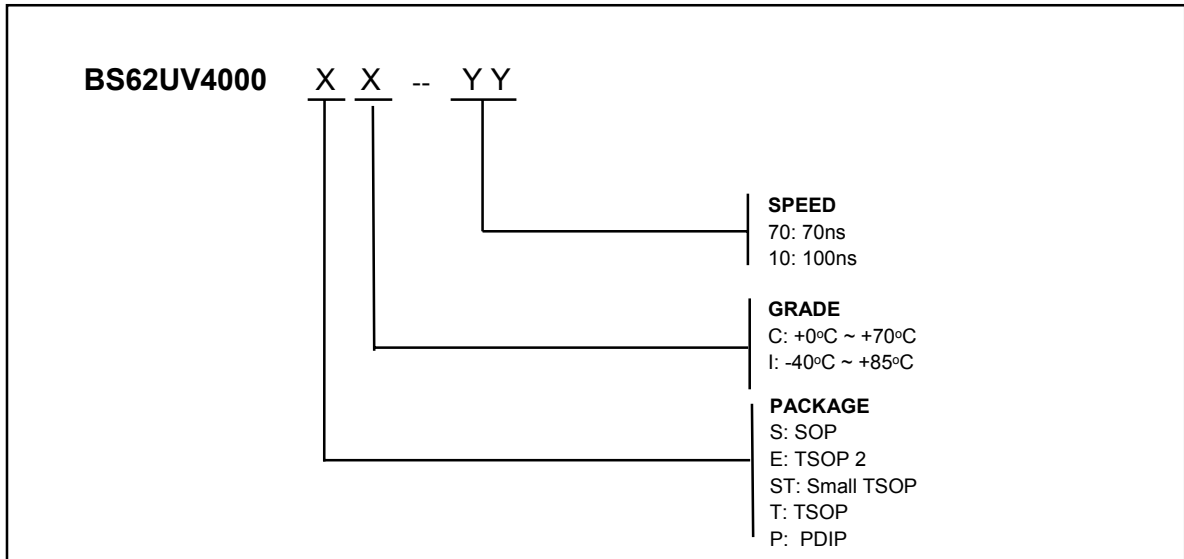 BS62UV4000 X X -- Y Y
SPEED
70: 70ns
10: 100ns
GRADE
C: +0ºC ~ +70ºC
I: -40ºC ~ +85ºC
PACKAGE
S: SOP
E: TSOP 2
ST: Small TSOP
T: TSOP
P: PDIP